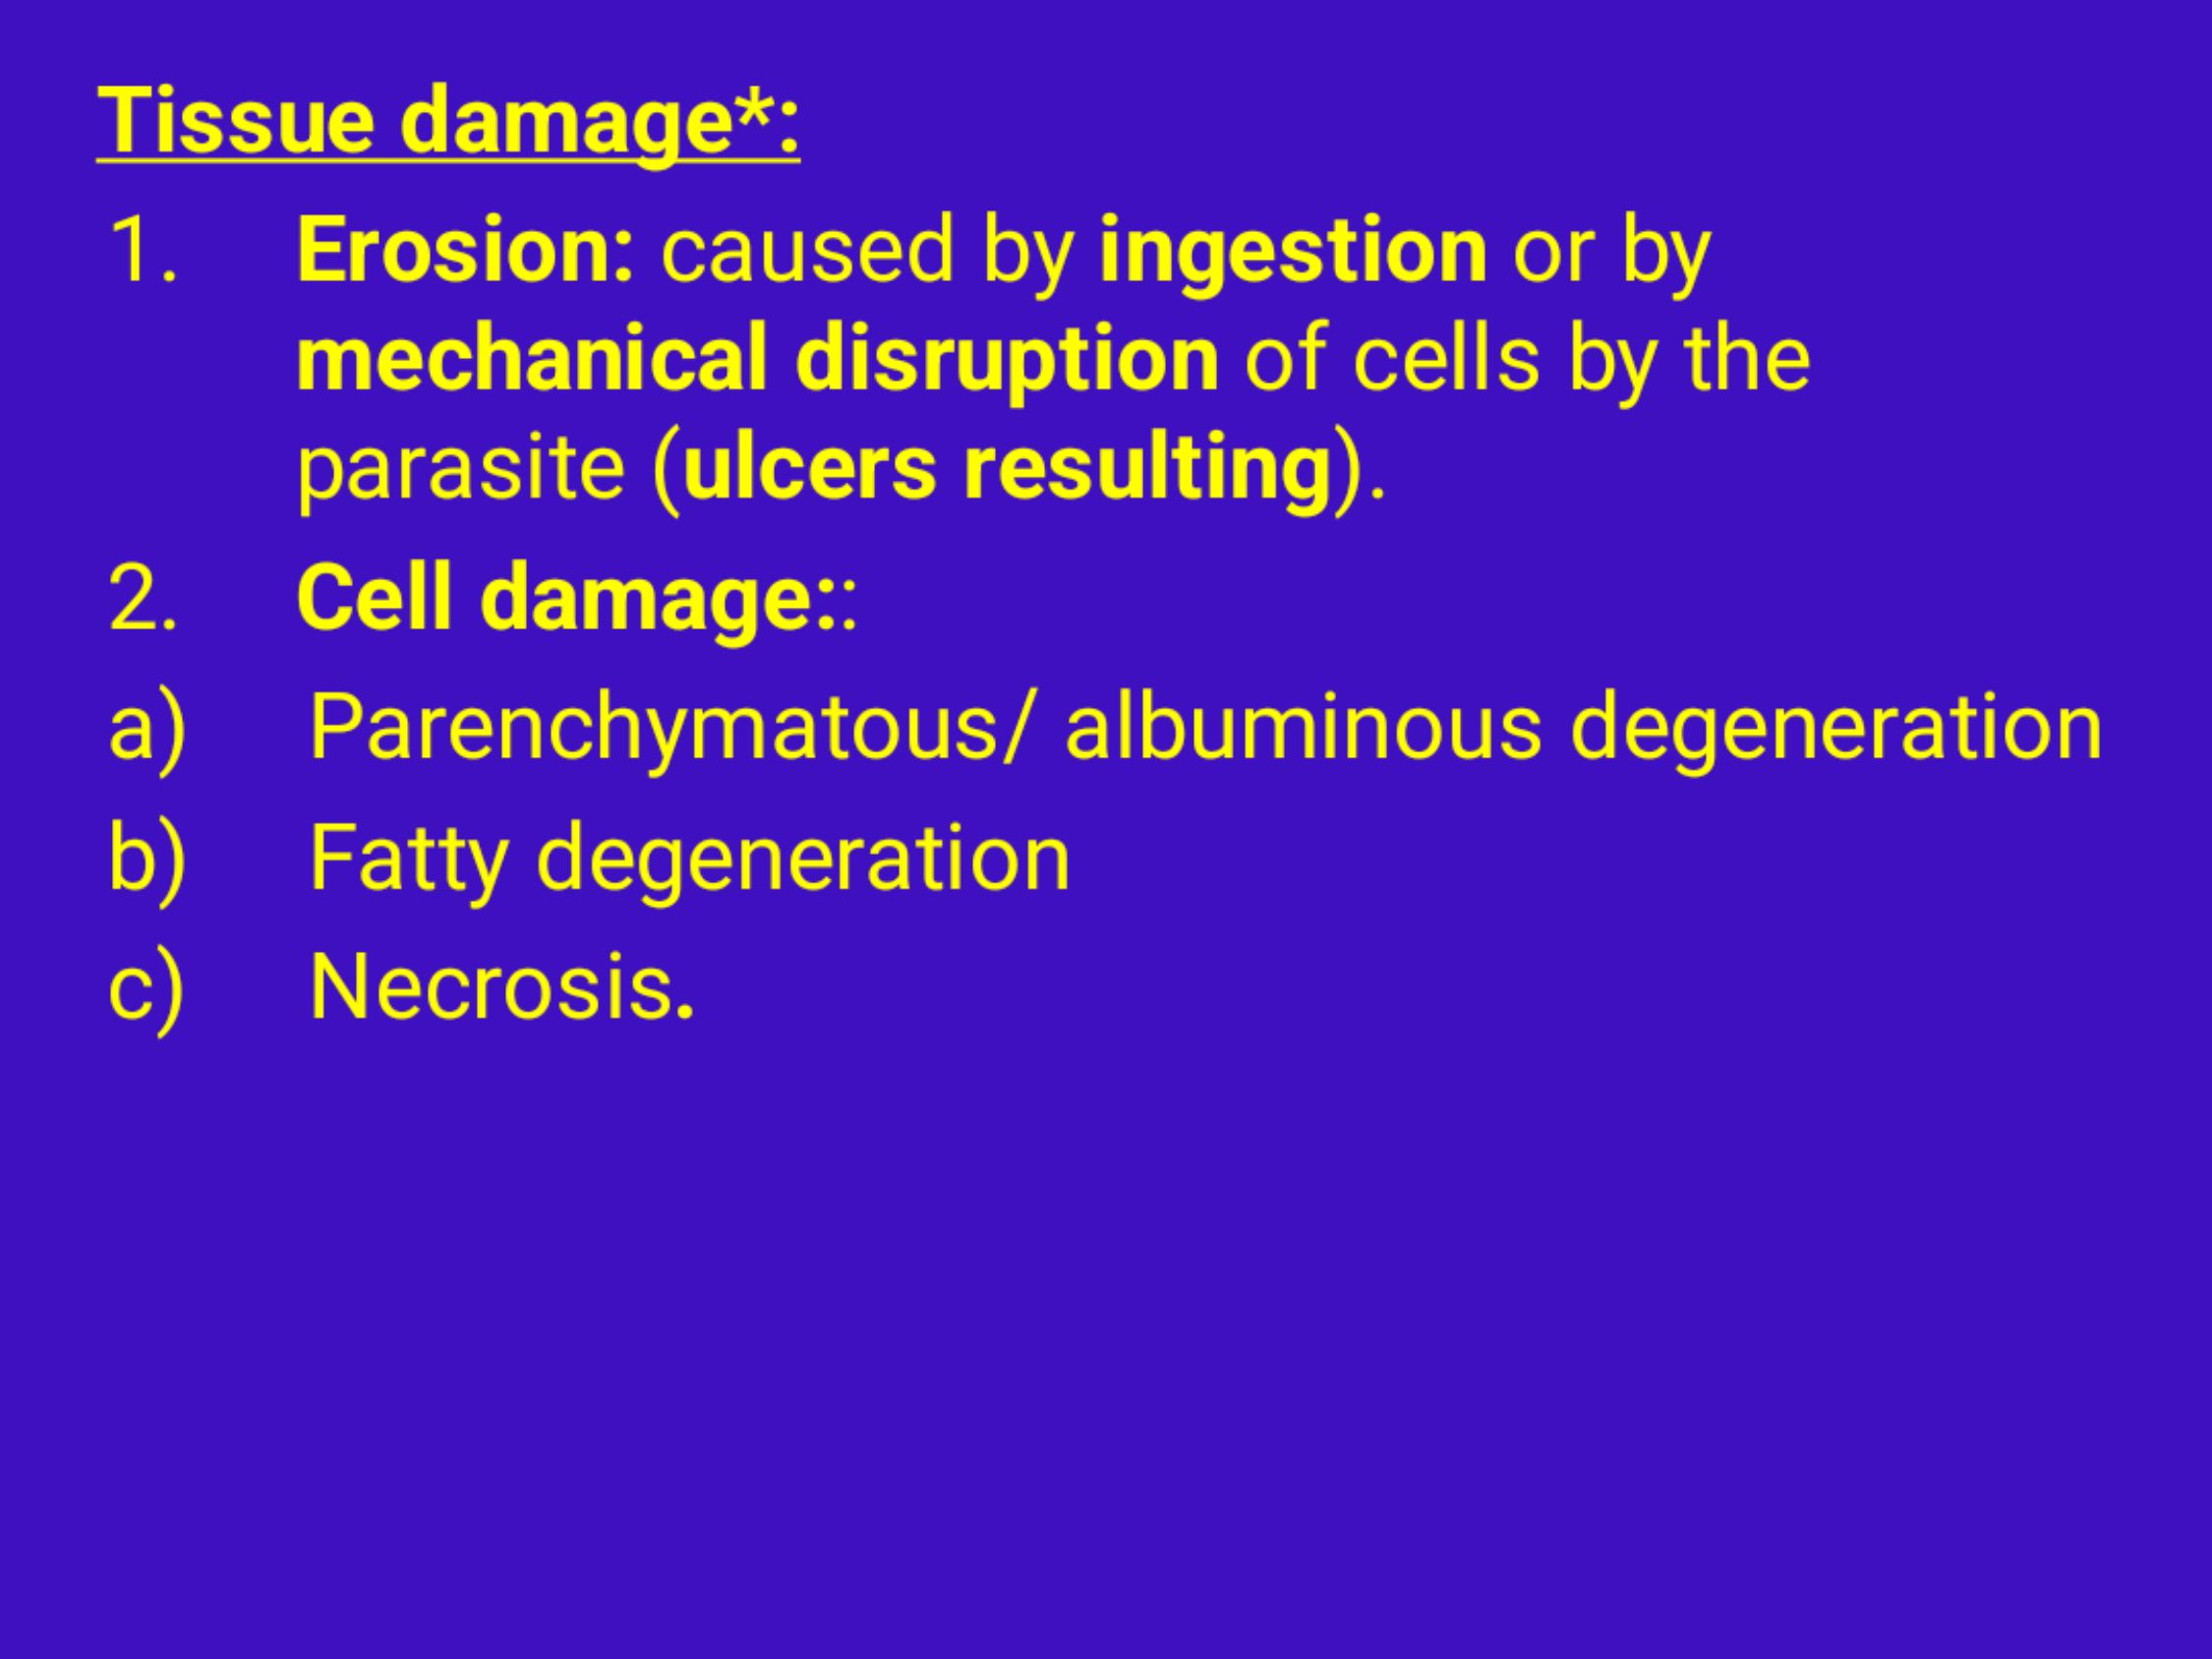 Tissue damage*:
1. Erosion: caused by ingestion or by
mechanical disruption of cells by the
parasite (ulcers resulting).
2. Cell damage::
a) Parenchymatous/ albuminous degeneration
b) Fatty degeneration
c) Necrosis.